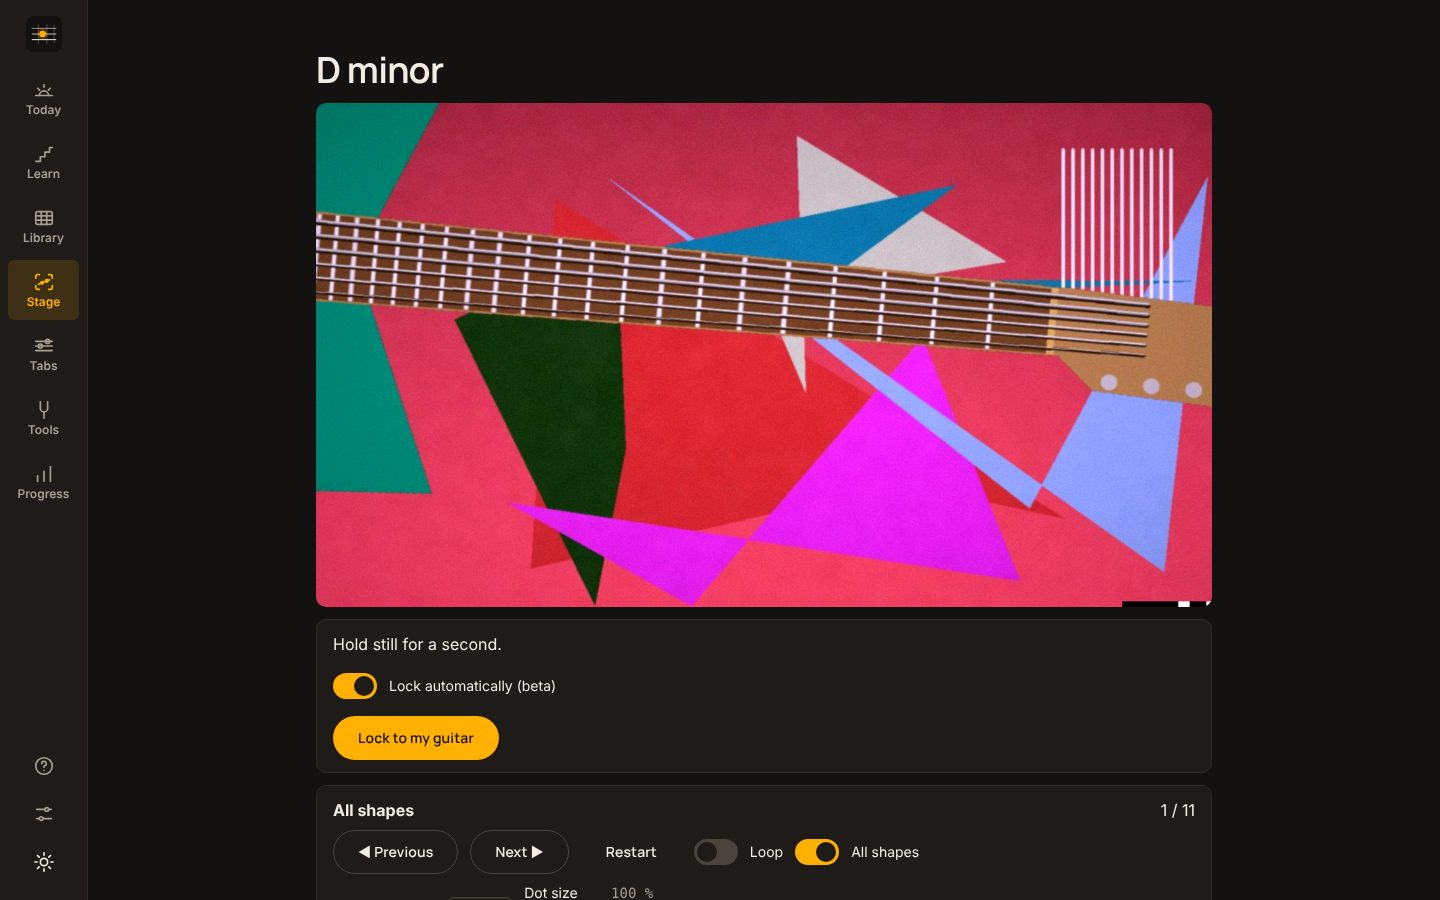 D minor
Today
Learn
Library
Stage
Tabs
Tools
Progress
Hold still for a second.
Lock automatically (beta)
Lock to my guitar
All shapes
1 / 11
◀ Previous
Next ▶
Restart
Loop
All shapes
Dot size
100 %